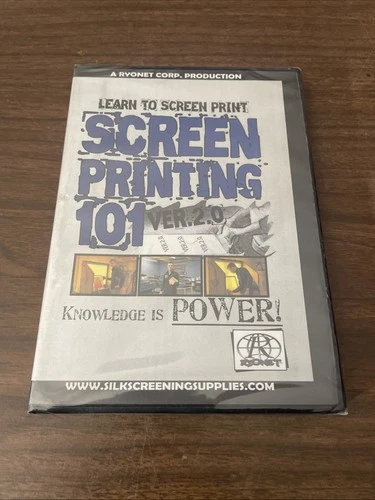 A RYONET CORP. PRODUCTION
LEARN TO SCREEN PRINT
SCREEN
PRINTING
101 VER. 2.0
KNOWLEDGE IS POWER!
RYONET
WWW.SILKSCREENINGSUPPLIES.COM